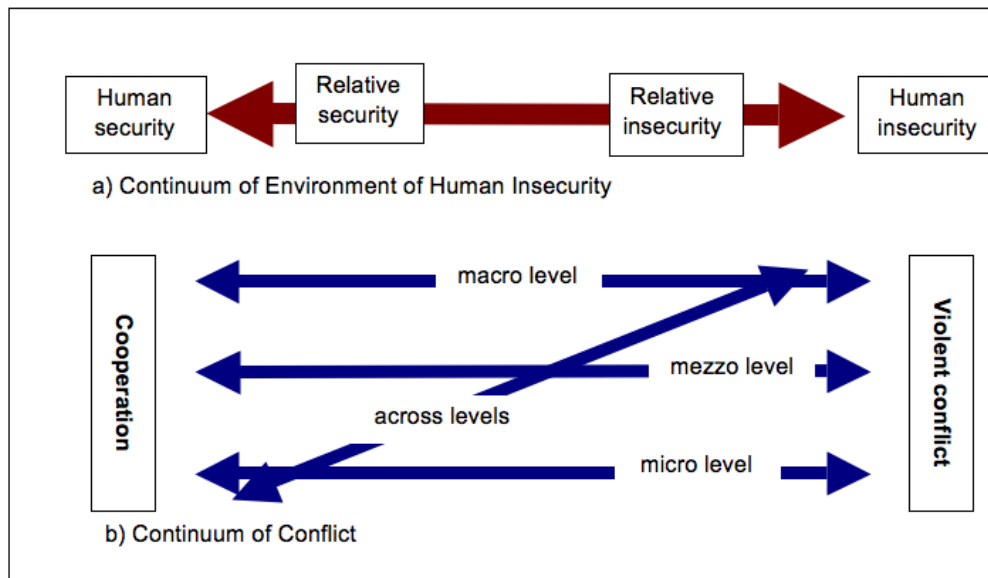 Human
security
Relative
security
Relative
insecurity
Human
insecurity
a) Continuum of Environment of Human Insecurity
Cooperation
macro level
mezzo level
across levels
micro level
Violent conflict
b) Continuum of Conflict